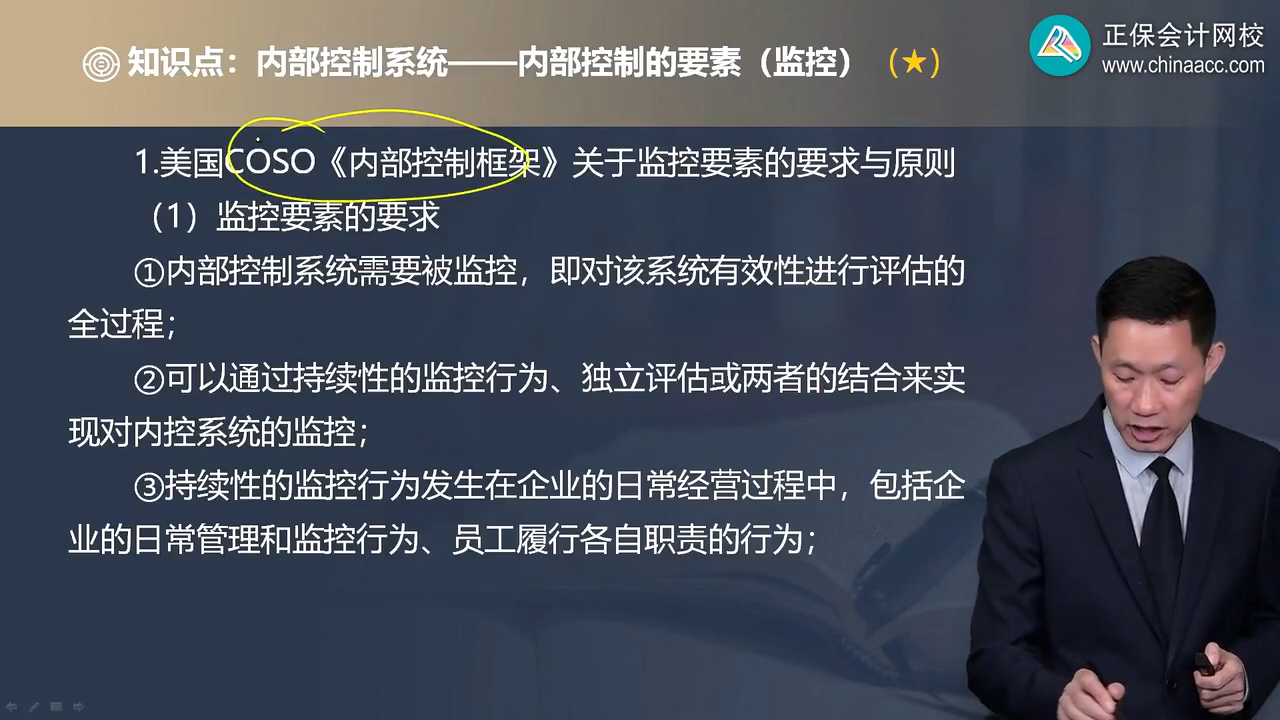 知识点：内部控制系统——内部控制的要素（监控）（★）
正保会计网校
www.chinaacc.com
1.美国COSO《内部控制框架》关于监控要素的要求与原则
（1）监控要素的要求
①内部控制系统需要被监控，即对该系统有效性进行评估的
全过程；
②可以通过持续性的监控行为、独立评估或两者的结合来实
现对内控系统的监控；
③持续性的监控行为发生在企业的日常经营过程中，包括企
业的日常管理和监控行为、员工履行各自职责的行为；